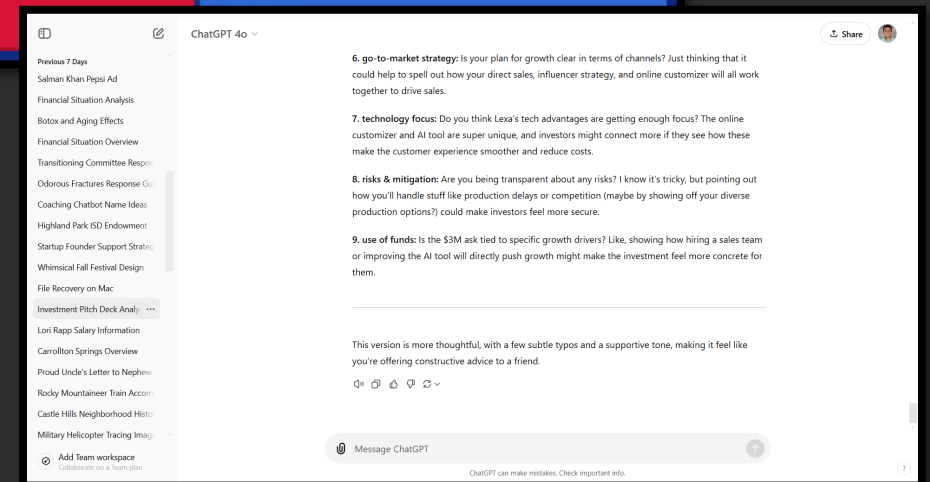 ChatGPT 4o
Share
Previous 7 Days
Salman Khan Pepsi Ad
Financial Situation Analysis
Botox and Aging Effects
Financial Situation Overview
Transitioning Committee Respon
Odorous Fractures Response Gui
Coaching Chatbot Name Ideas
Highland Park ISD Endowment
Startup Founder Support Strateg
Whimsical Fall Festival Design
File Recovery on Mac
Investment Pitch Deck Analy
Lori Rapp Salary Information
Carrollton Springs Overview
Proud Uncle's Letter to Nephew
Rocky Mountaineer Train Accom
Castle Hills Neighborhood Histo
Military Helicopter Tracing Imag
Add Team workspace
Collaborate on a Team plan
6. go-to-market strategy: Is your plan for growth clear in terms of channels? Just thinking that it
could help to spell out how your direct sales, influencer strategy, and online customizer will all work
together to drive sales.
7. technology focus: Do you think Lexa's tech advantages are getting enough focus? The online
customizer and AI tool are super unique, and investors might connect more if they see how these
make the customer experience smoother and reduce costs.
8. risks & mitigation: Are you being transparent about any risks? I know it's tricky, but pointing out
how you'll handle stuff like production delays or competition (maybe by showing off your diverse
production options?) could make investors feel more secure.
9. use of funds: Is the $3M ask tied to specific growth drivers? Like, showing how hiring a sales team
or improving the AI tool will directly push growth might make the investment feel more concrete for
them.
This version is more thoughtful, with a few subtle typos and a supportive tone, making it feel like
you're offering constructive advice to a friend.
Message ChatGPT
ChatGPT can make mistakes. Check important info.
?